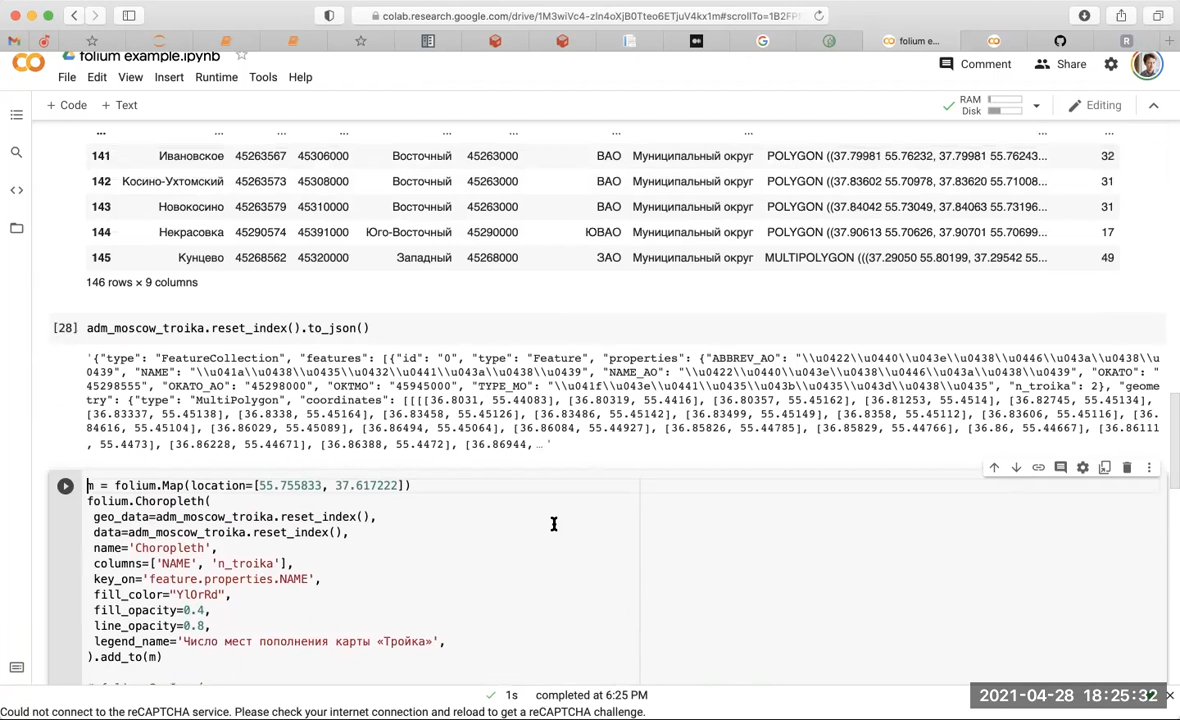 colab.research.google.com/drive/1M3wiVc4-zln4oXjB0Tteo6ETjuV4kx1m#scrollTo=1B2FP
folium e...
R
CO
folium example.ipynb
File Edit View Insert Runtime Tools Help
Comment
Share
+ Code + Text
RAM
Disk
Editing
... ... ... ... ... ... ... ... ... ...
141 Ивановское 45263567 45306000 Восточный 45263000 ВАО Муниципальный округ POLYGON ((37.79981 55.76232, 37.79981 55.76243... 32
142 Косино-Ухтомский 45263573 45308000 Восточный 45263000 ВАО Муниципальный округ POLYGON ((37.83602 55.70978, 37.83620 55.71008... 31
143 Новокосино 45263579 45310000 Восточный 45263000 ВАО Муниципальный округ POLYGON ((37.84042 55.73049, 37.84063 55.73196... 31
144 Некрасовка 45290574 45391000 Юго-Восточный 45290000 ЮВАО Муниципальный округ POLYGON ((37.90613 55.70626, 37.90701 55.70699... 17
145 Кунцево 45268562 45320000 Западный 45268000 ЗАО Муниципальный округ MULTIPOLYGON (((37.29050 55.80199, 37.29542 55... 49
146 rows × 9 columns
[28] adm_moscow_troika.reset_index().to_json()
'{"type": "FeatureCollection", "features": [{"id": "0", "type": "Feature", "properties": {"ABBREV_AO": "\\u0422\\u0440\\u043e\\u0438\\u0446\\u043a\\u0438\\u0
439", "NAME": "\\u041a\\u0438\\u0435\\u0432\\u0441\\u043a\\u0438\\u0439", "NAME_AO": "\\u0422\\u0440\\u043e\\u0438\\u0446\\u043a\\u0438\\u0439", "OKATO": "
45298555", "OKATO_AO": "45298000", "OKTMO": "45945000", "TYPE_MO": "\\u041f\\u043e\\u0441\\u0435\\u043b\\u0435\\u043d\\u0438\\u0435", "n_troika": 2}, "geome
try": {"type": "MultiPolygon", "coordinates": [[[[36.8031, 55.44083], [36.80319, 55.4416], [36.80357, 55.45162], [36.81253, 55.4514], [36.82745, 55.45134],
[36.83337, 55.45138], [36.8338, 55.45164], [36.83458, 55.45126], [36.83486, 55.45142], [36.83499, 55.45149], [36.8358, 55.45112], [36.83606, 55.45116], [36.
84616, 55.45104], [36.86029, 55.45089], [36.86494, 55.45064], [36.86084, 55.44927], [36.85826, 55.44785], [36.85829, 55.44766], [36.86, 55.44667], [36.86111
, 55.4473], [36.86228, 55.44671], [36.86388, 55.4472], [36.86944,…'
m = folium.Map(location=[55.755833, 37.617222])
folium.Choropleth(
geo_data=adm_moscow_troika.reset_index(),
data=adm_moscow_troika.reset_index(),
name='Choropleth',
columns=['NAME', 'n_troika'],
key_on='feature.properties.NAME',
fill_color="YlOrRd",
fill_opacity=0.4,
line_opacity=0.8,
legend_name='Число мест пополнения карты «Тройка»',
).add_to(m)
1s completed at 6:25 PM
2021-04-28 18:25:32
Could not connect to the reCAPTCHA service. Please check your internet connection and reload to get a reCAPTCHA challenge.